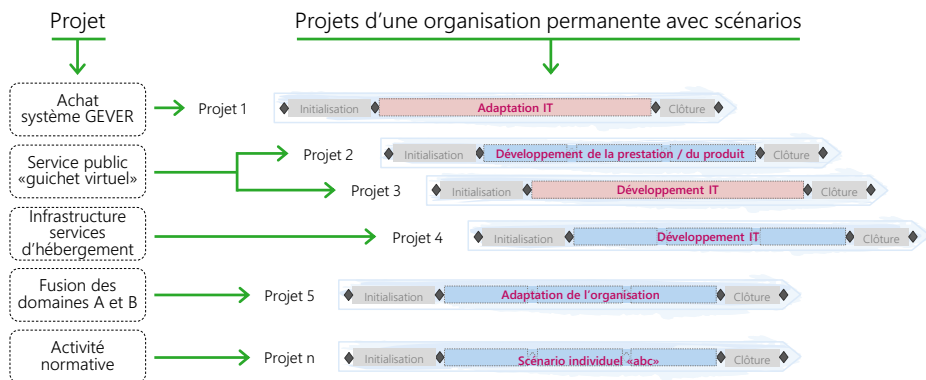 Projet
Projets d’une organisation permanente avec scénarios
Achat
système GEVER
Projet 1
Initialisation
Adaptation IT
Clôture
Service public
«guichet virtuel»
Projet 2
Initialisation
Développement de la prestation / du produit
Clôture
Projet 3
Initialisation
Développement IT
Clôture
Infrastructure
services
d’hébergement
Projet 4
Initialisation
Développement IT
Clôture
Fusion des
domaines A et B
Projet 5
Initialisation
Adaptation de l'organisation
Clôture
Activité
normative
Projet n
Initialisation
Scénario individuel «abc»
Clôture